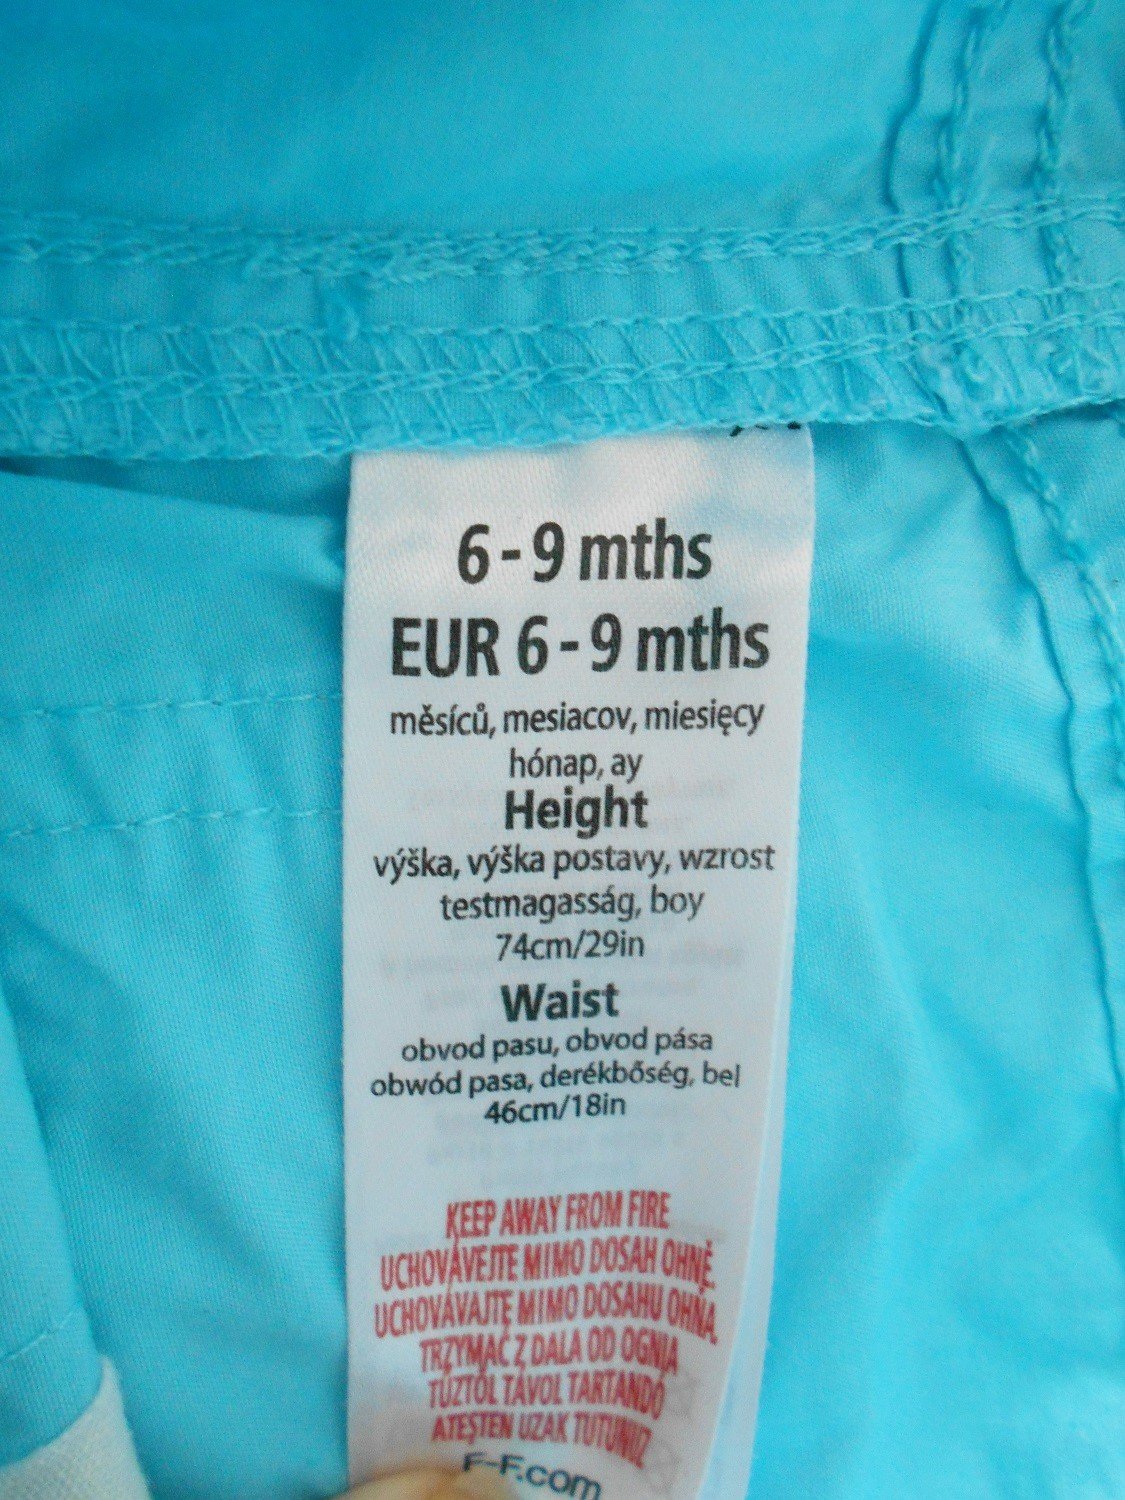 6 - 9 mths
EUR 6 - 9 mths
měsíců, mesiacov, miesięcy
hónap, ay
Height
výška, výška postavy, wzrost
testmagasság, boy
74cm/29in
Waist
obvod pasu, obvod pása
obwód pasa, derékbőség, bel
46cm/18in
KEEP AWAY FROM FIRE
UCHOVÁVEJTE MIMO DOSAH OHNĚ.
UCHOVÁVAJTE MIMO DOSAHU OHŇA.
TRZYMAĆ Z DALA OD OGNIA
TŰZTŐL TÁVOL TARTANDÓ
ATEŞTEN UZAK TUTUNUZ
F-F.com